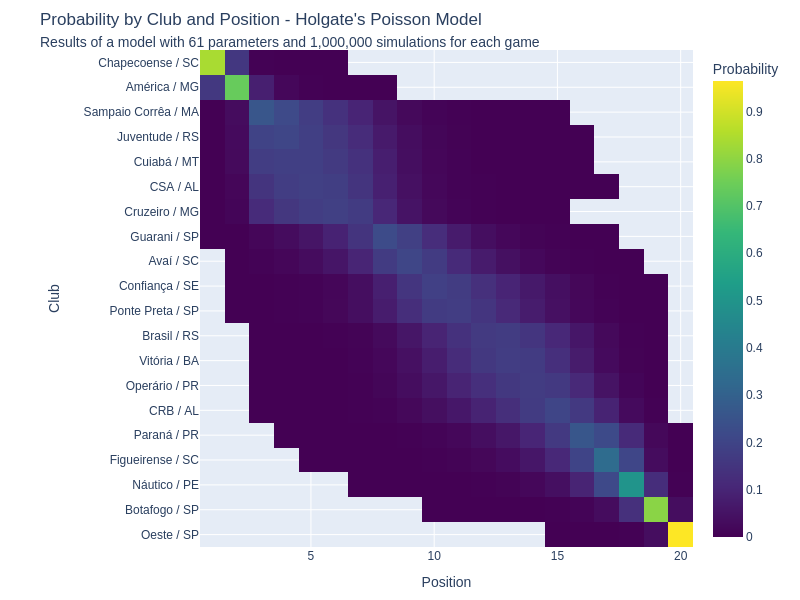 Probability by Club and Position - Holgate's Poisson Model
Results of a model with 61 parameters and 1,000,000 simulations for each game
Probability
Club
Chapecoense / SC
América / MG
Sampaio Corrêa / MA
Juventude / RS
Cuiabá / MT
CSA / AL
Cruzeiro / MG
Guarani / SP
Avaí / SC
Confiança / SE
Ponte Preta / SP
Brasil / RS
Vitória / BA
Operário / PR
CRB / AL
Paraná / PR
Figueirense / SC
Náutico / PE
Botafogo / SP
Oeste / SP
0.9
0.8
0.7
0.6
0.5
0.4
0.3
0.2
0.1
0
5 10 15 20
Position